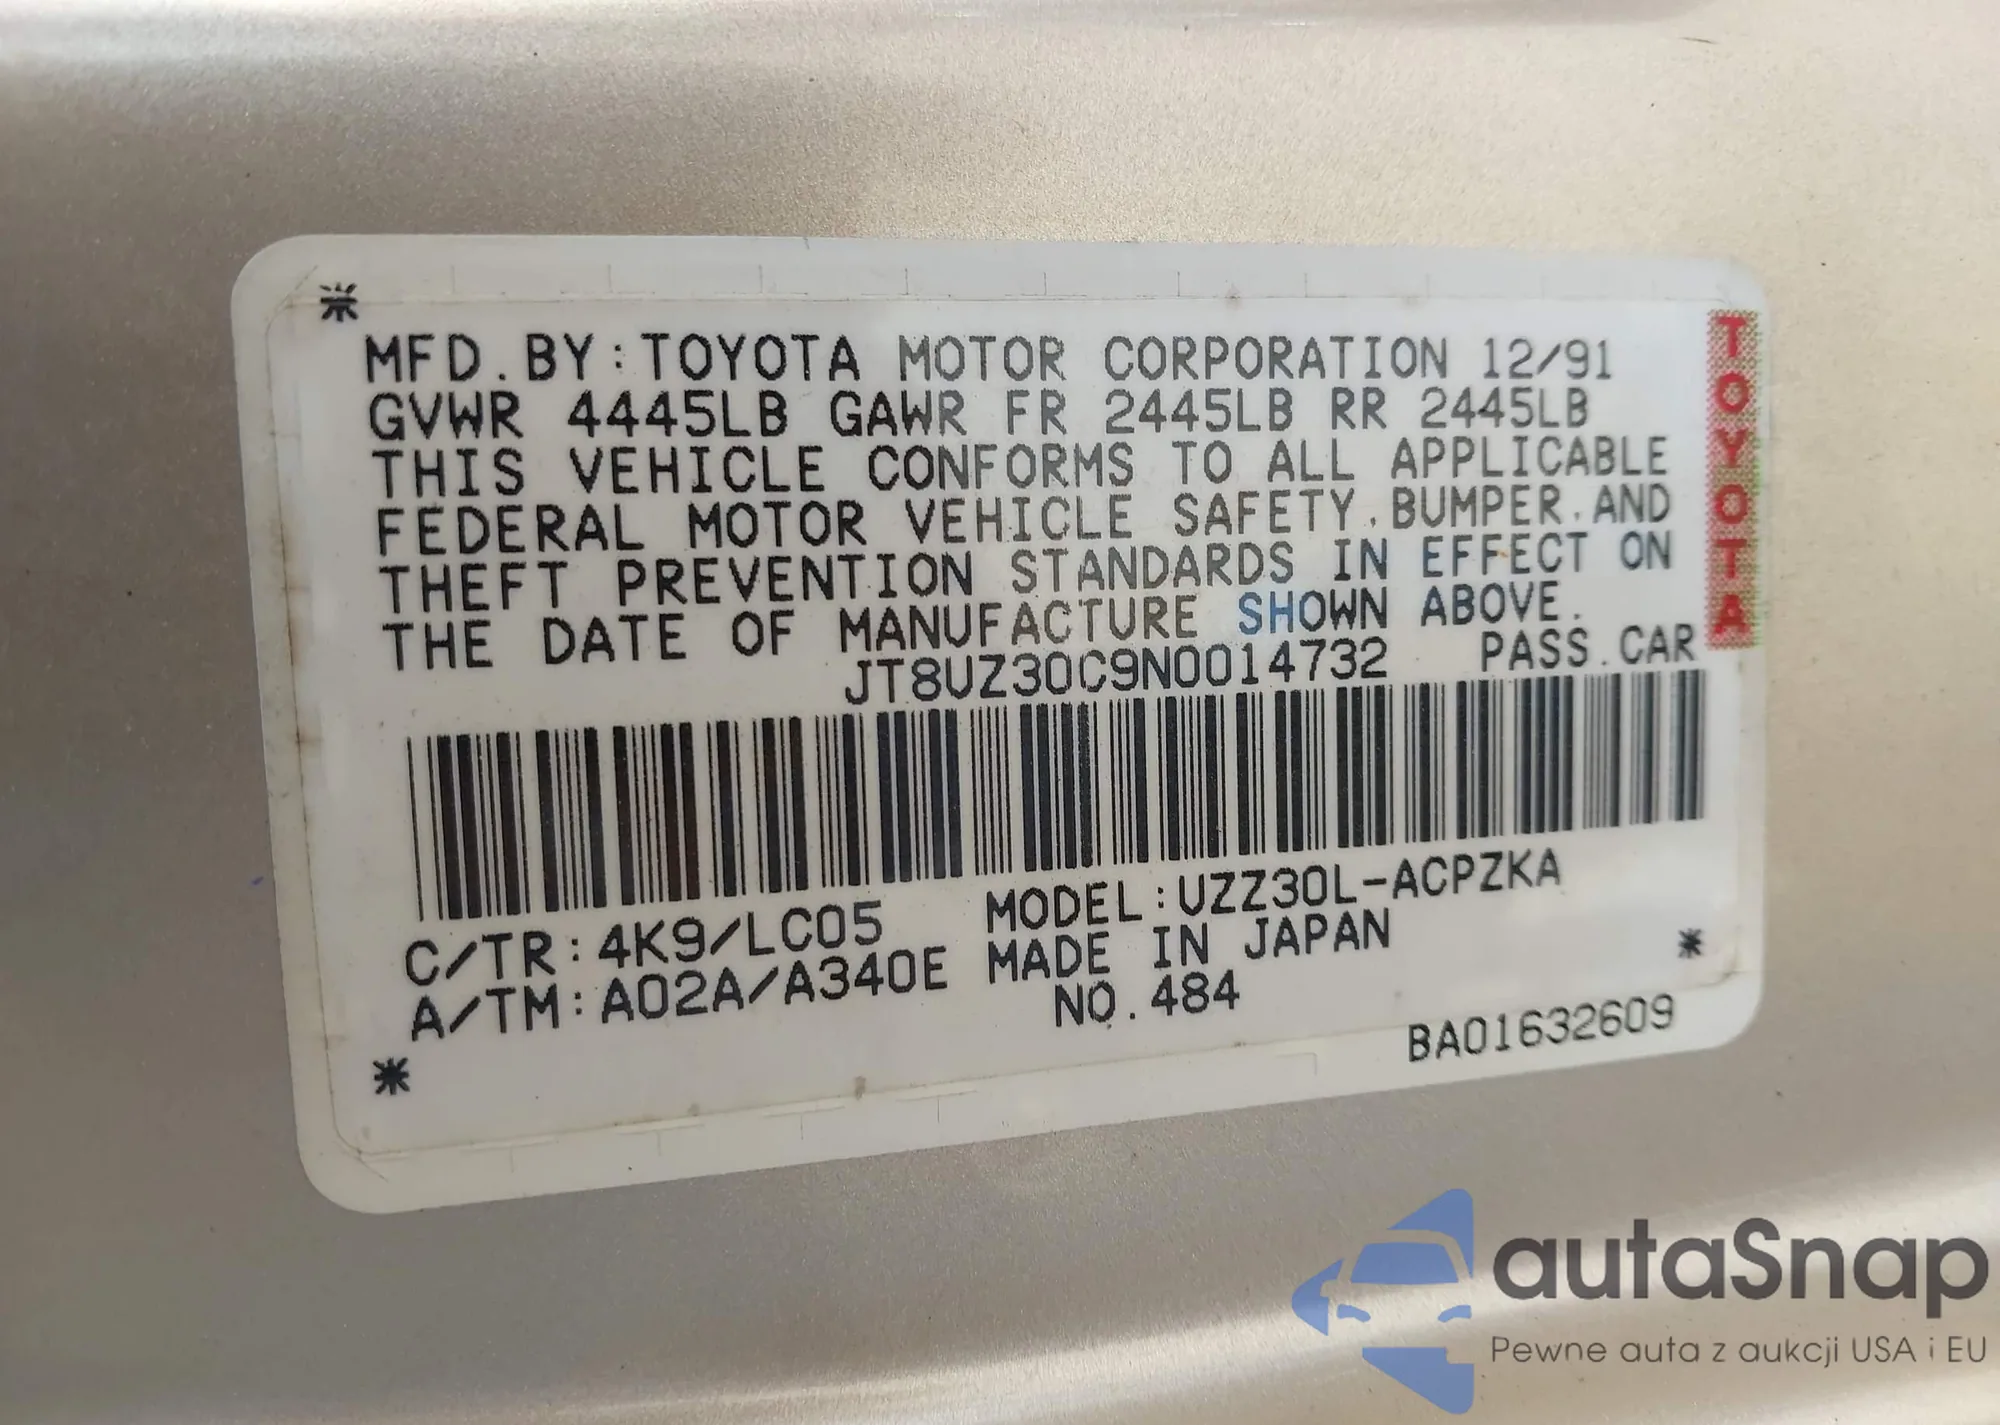 MFD.BY:TOYOTA MOTOR CORPORATION 12/91
GVWR 4445LB GAWR FR 2445LB RR 2445LB
THIS VEHICLE CONFORMS TO ALL APPLICABLE
FEDERAL MOTOR VEHICLE SAFETY,BUMPER,AND
THEFT PREVENTION STANDARDS IN EFFECT ON
THE DATE OF MANUFACTURE SHOWN ABOVE.
JT8UZ30C9N0014732 PASS.CAR
TOYOTA
C/TR:4K9/LC05 MODEL:UZZ30L-ACPZKA
A/TM:A02A/A340E MADE IN JAPAN
NO.484
BA01632609
autaSnap
Pewne auta z aukcji USA i EU